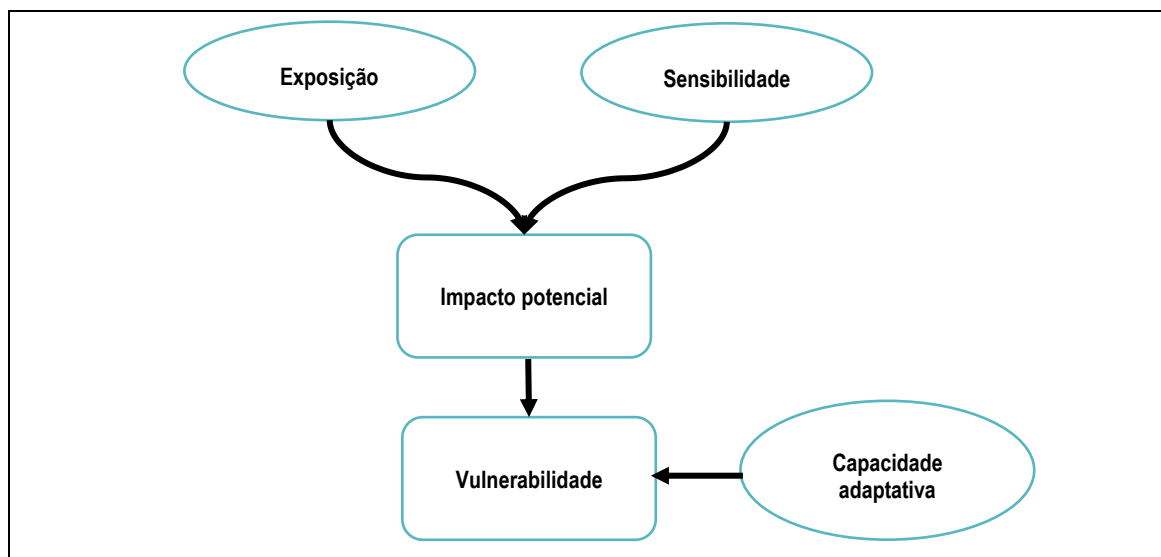 Exposição
Sensibilidade
Impacto potencial
Vulnerabilidade
Capacidade
adaptativa